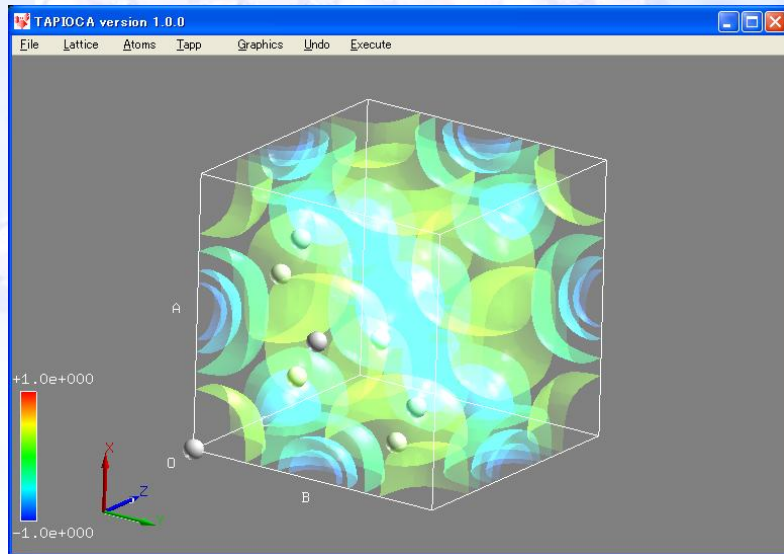 TAPIOCA version 1.0.0
File Lattice Atoms Tapp Graphics Undo Execute
A
+1.0e+000
O
B
X
Z
Y
-1.0e+000